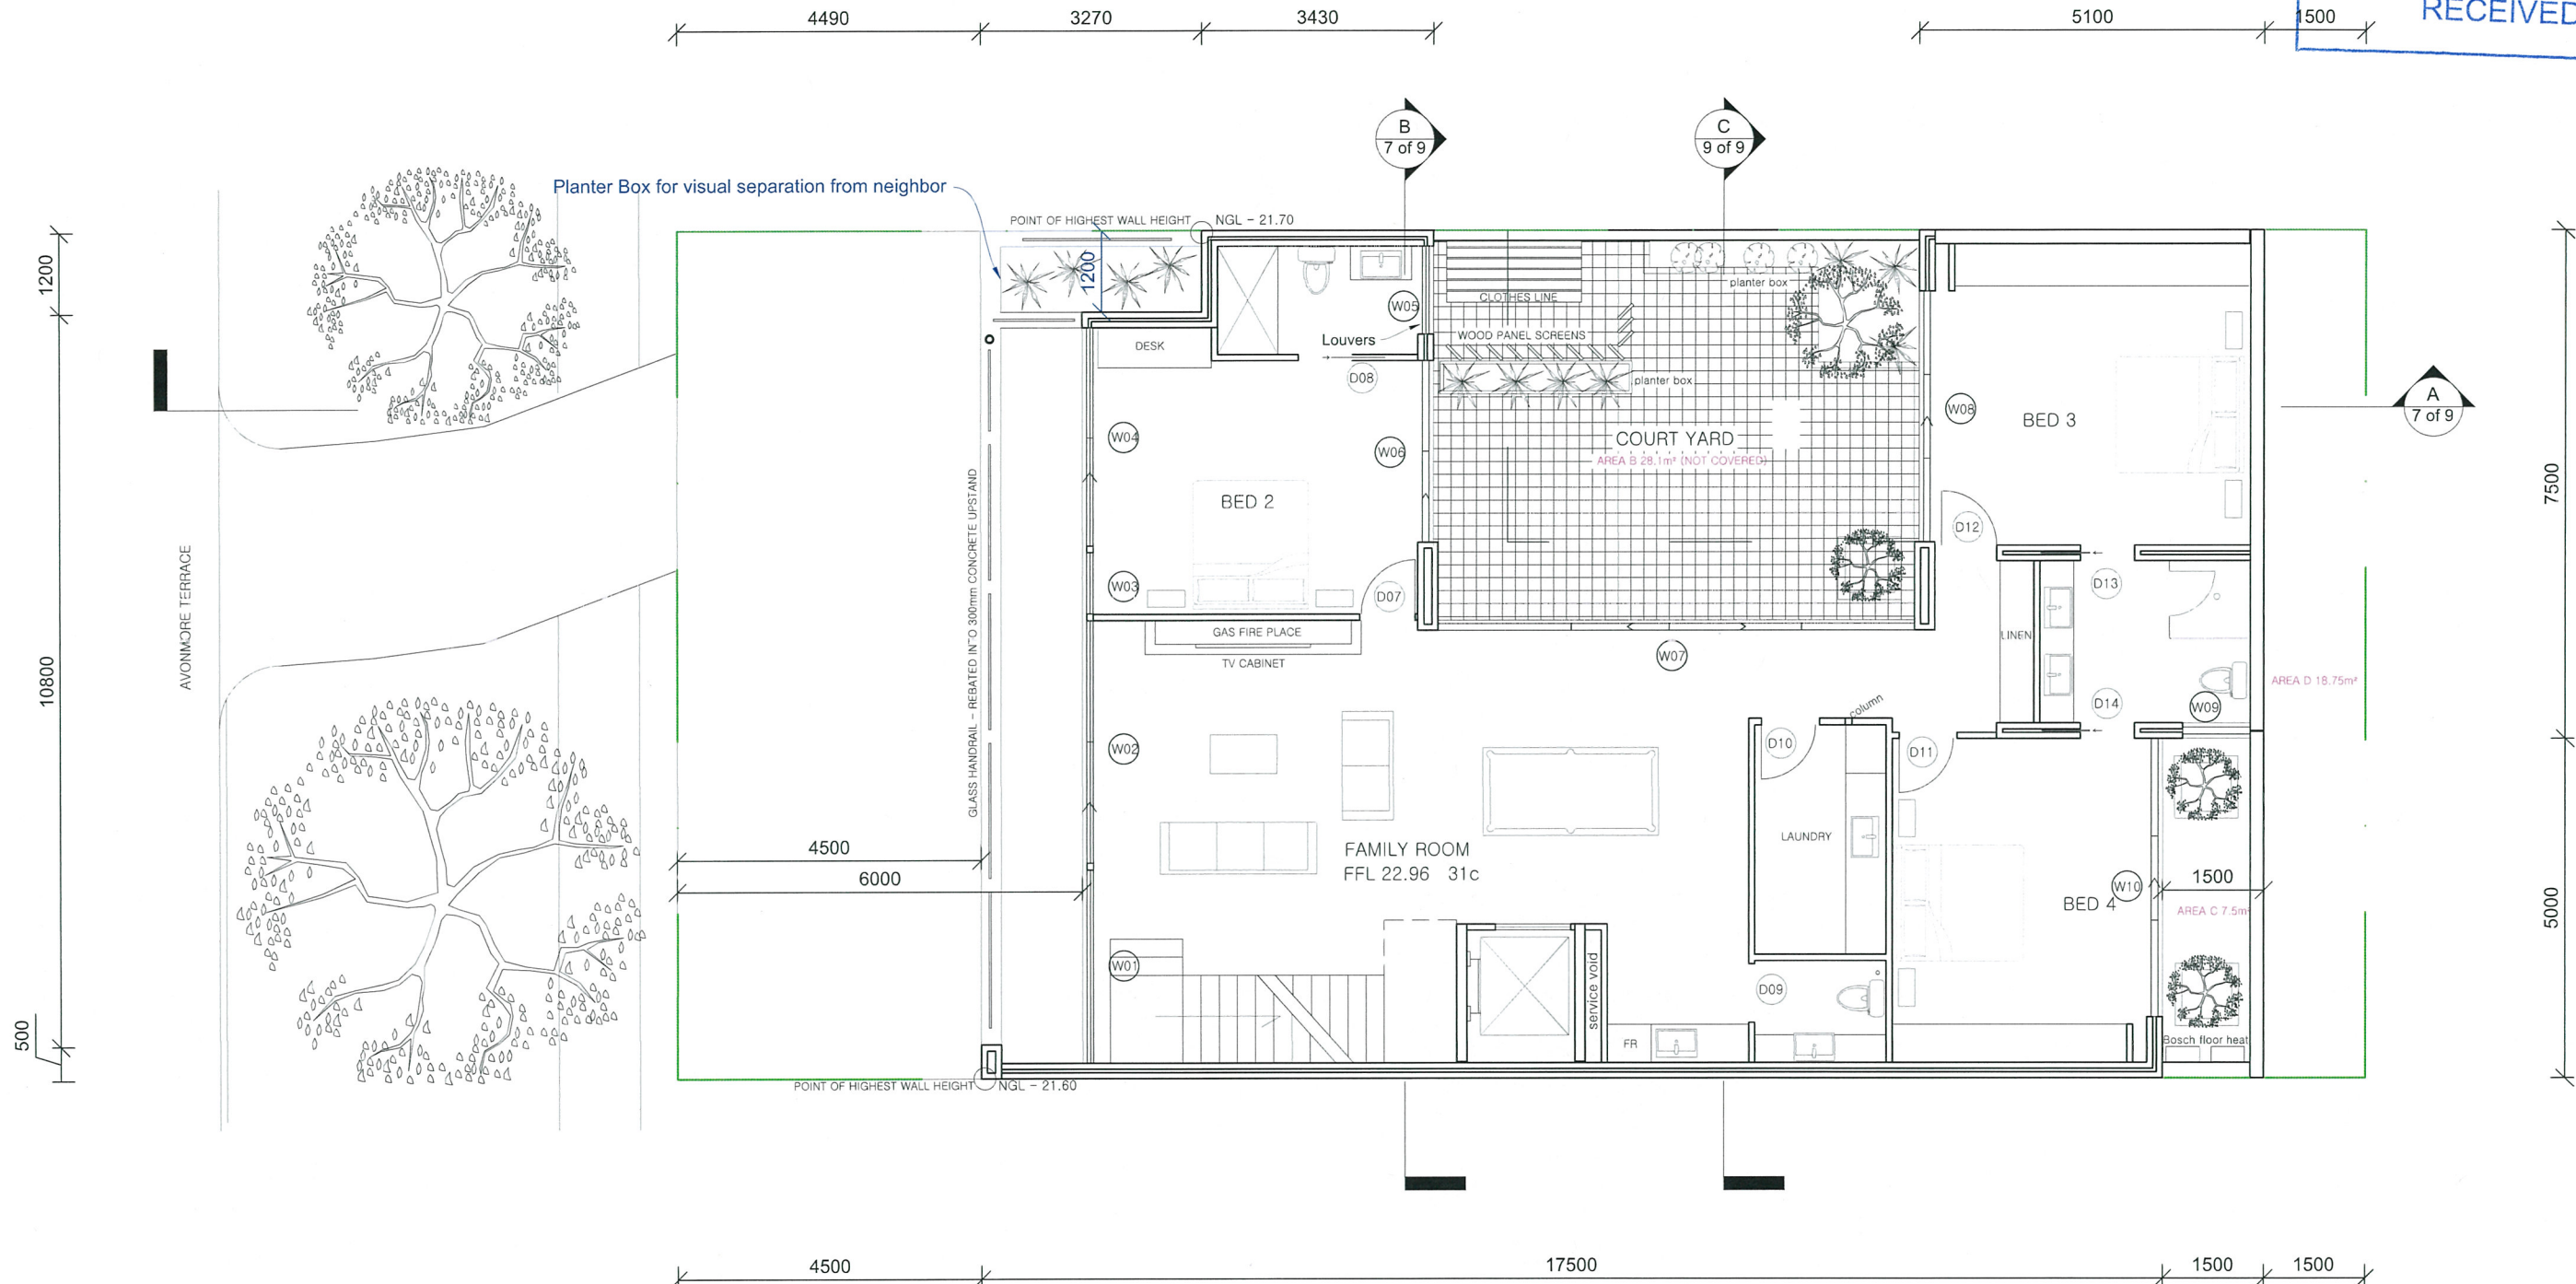 RECEIVED
4490
3270
3430
5100
1500
B
7 of 9
C
9 of 9
Planter Box for visual separation from neighbor
POINT OF HIGHEST WALL HEIGHT
NGL - 21.70
1200
1200
W05
CLOTHES LINE
planter box
Louvers
WOOD PANEL SCREENS
DESK
D08
planter box
A
7 of 9
W04
W06
COURT YARD
AREA B 28.1m² (NOT COVERED)
W08
BED 3
7500
BED 2
D12
GLASS HANDRAIL - REBATED INTO 300mm CONCRETE UPSTAND
AVONMORE TERRACE
W03
D07
D13
GAS FIRE PLACE
TV CABINET
LINEN
W07
10800
AREA D 18.75m²
D14
W09
column
W02
D10
D11
LAUNDRY
4500
FAMILY ROOM
FFL 22.96 31c
6000
1500
W10
BED 4
AREA C 7.5m²
5000
W01
service void
D09
500
FR
Bosch floor heat
POINT OF HIGHEST WALL HEIGHT
NGL - 21.60
4500
17500
1500
1500